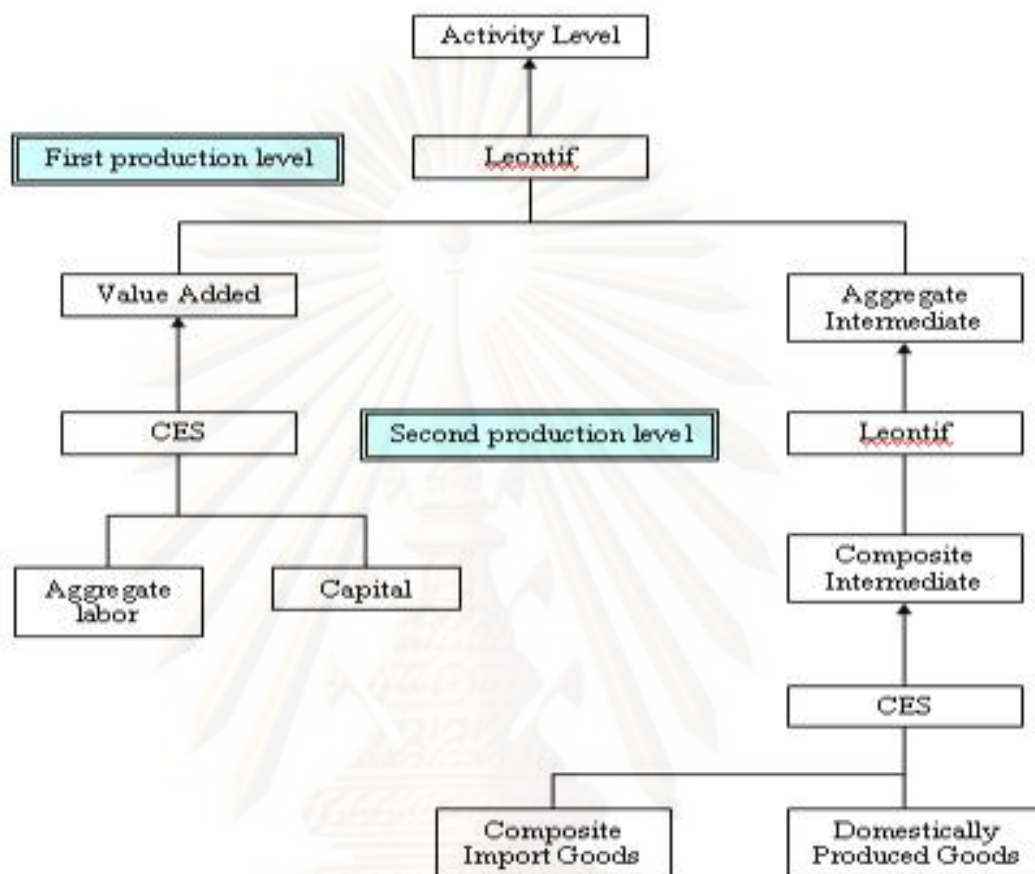 Activity Level
First production level
Leontif
Value Added
Aggregate
Intermediate
CES
Second production level
Leontif
Aggregate
labor
Capital
Composite
Intermediate
CES
Composite
Import Goods
Domestically
Produced Goods